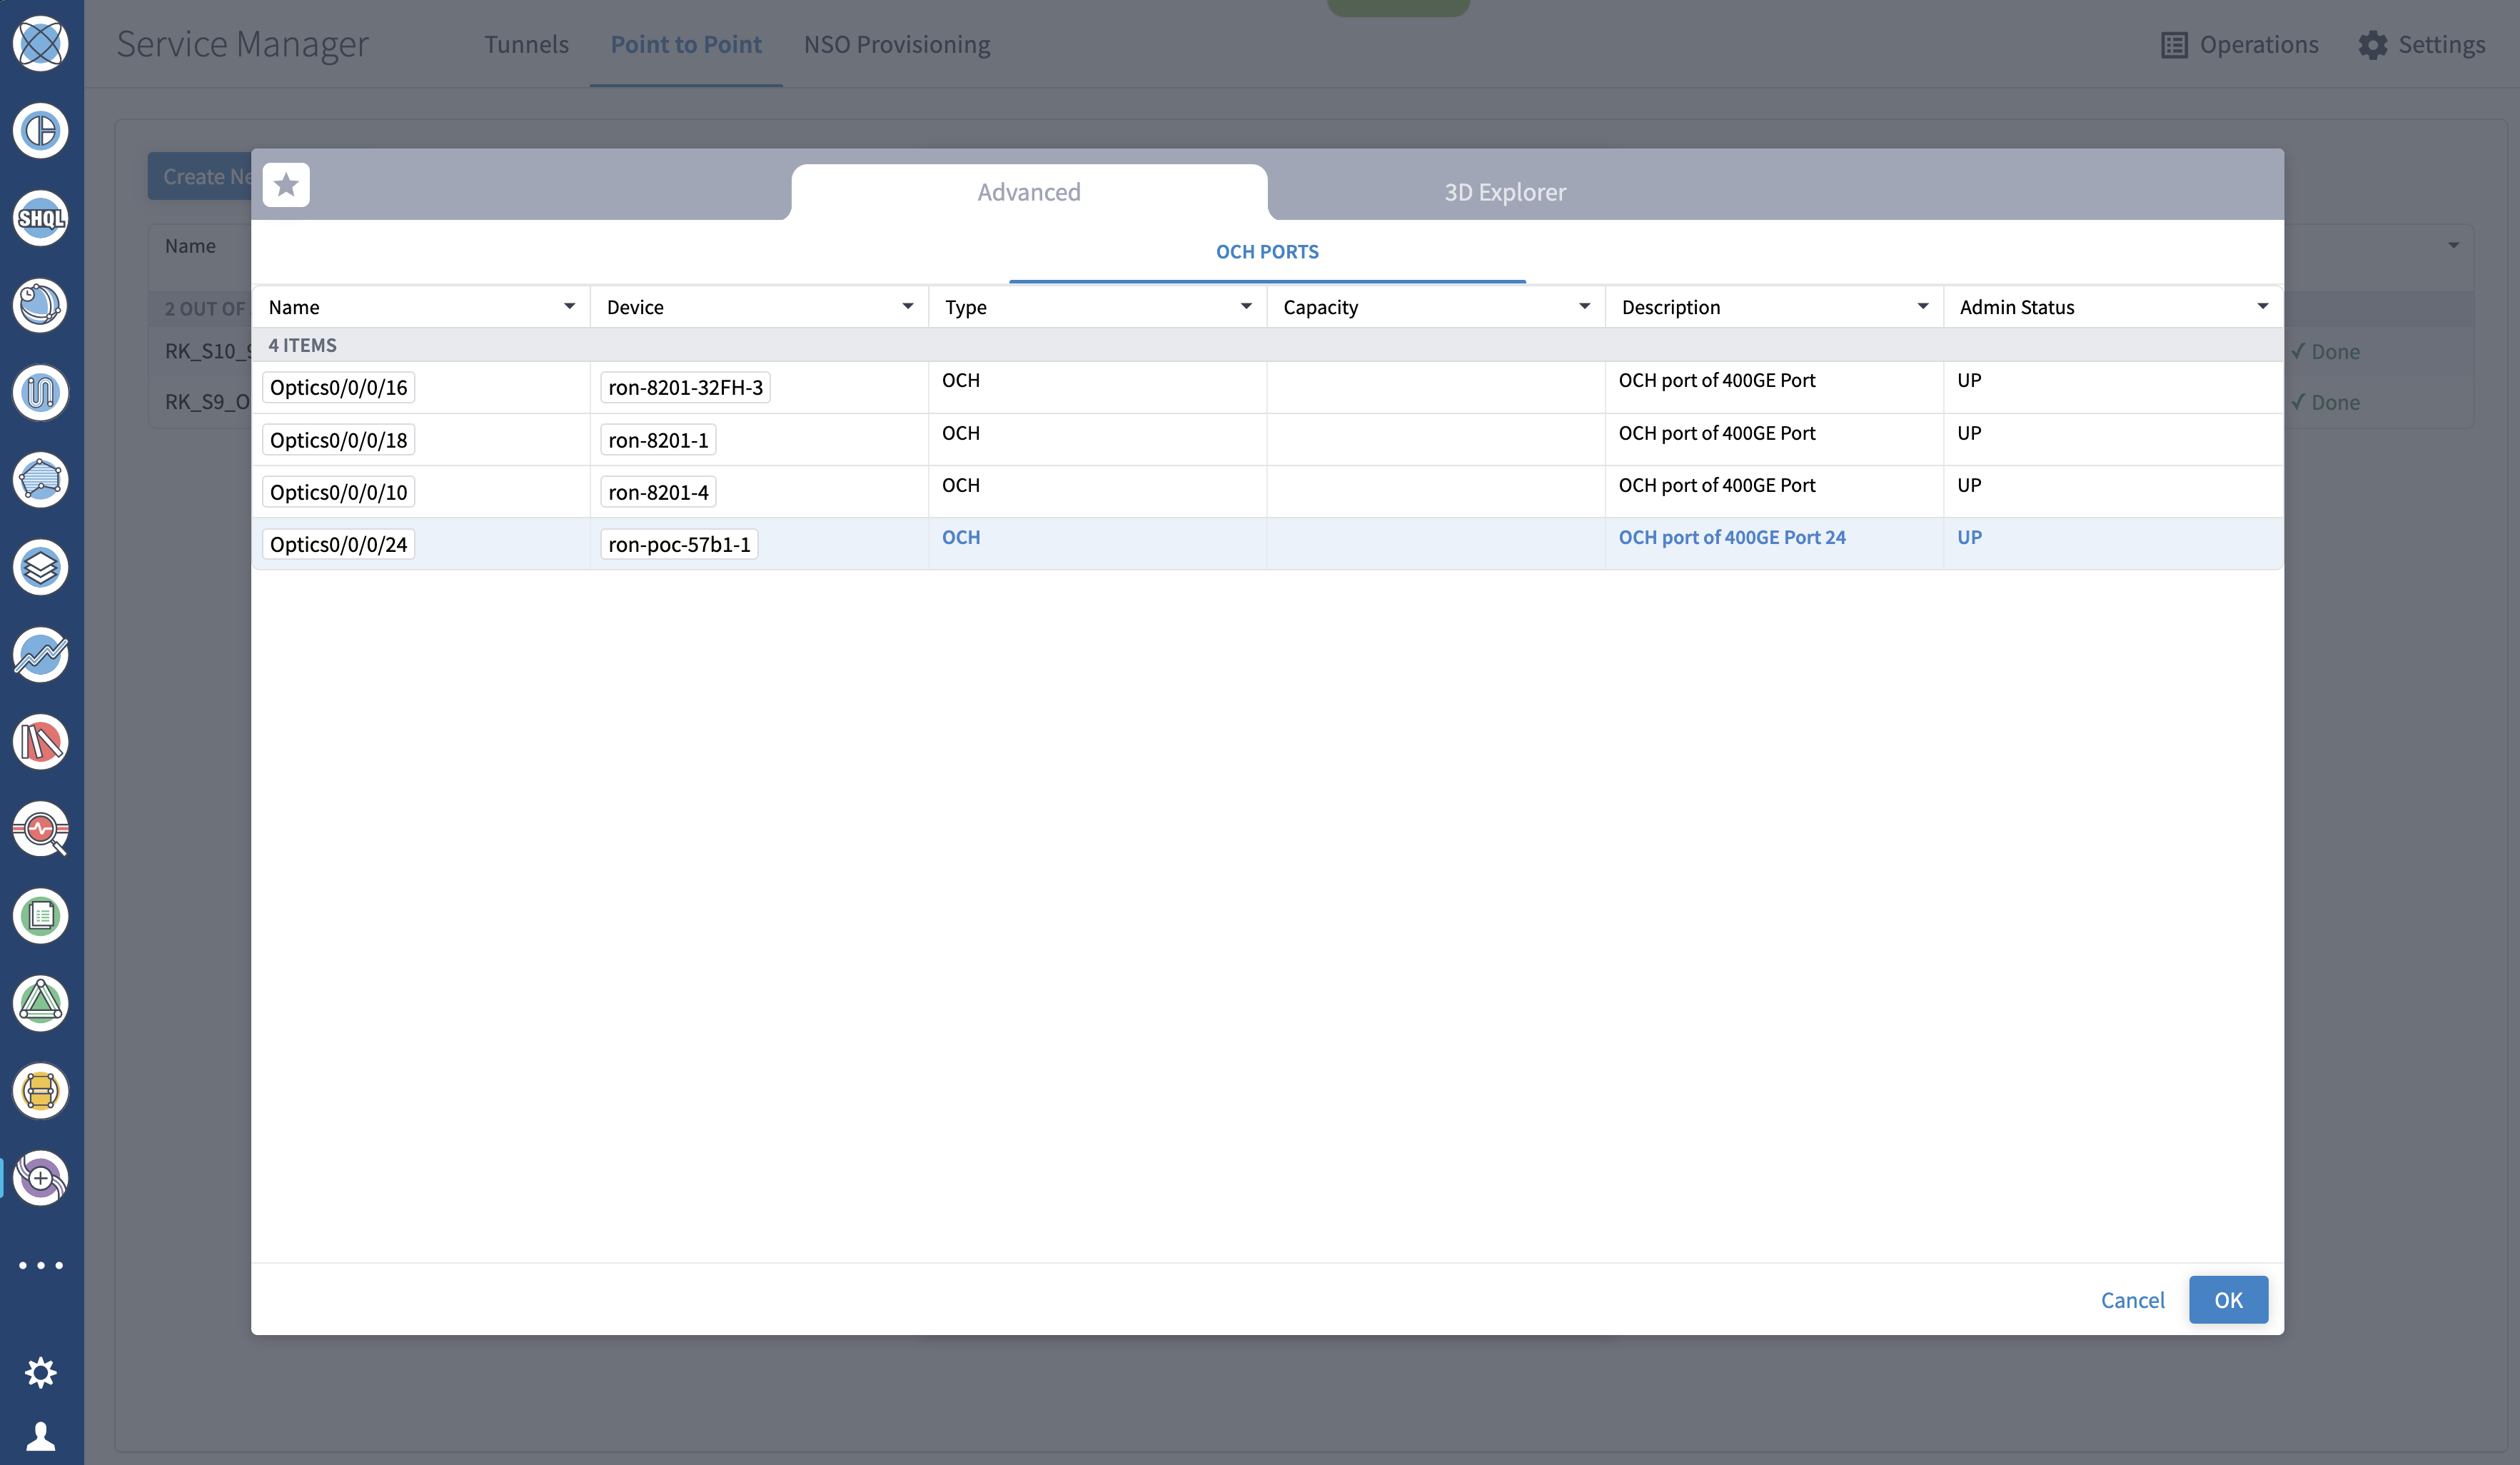 Service Manager
Tunnels
Point to Point
NSO Provisioning
Operations
Settings
SHQL
Create Ne
Advanced
3D Explorer
Name
OCH PORTS
2 OUT OF
Name
Device
Type
Capacity
Description
Admin Status
4 ITEMS
RK_S10_
✓ Done
Optics0/0/0/16
ron-8201-32FH-3
OCH
OCH port of 400GE Port
UP
RK_S9_O
✓ Done
Optics0/0/0/18
ron-8201-1
OCH
OCH port of 400GE Port
UP
Optics0/0/0/10
ron-8201-4
OCH
OCH port of 400GE Port
UP
Optics0/0/0/24
ron-poc-57b1-1
OCH
OCH port of 400GE Port 24
UP
Cancel
OK